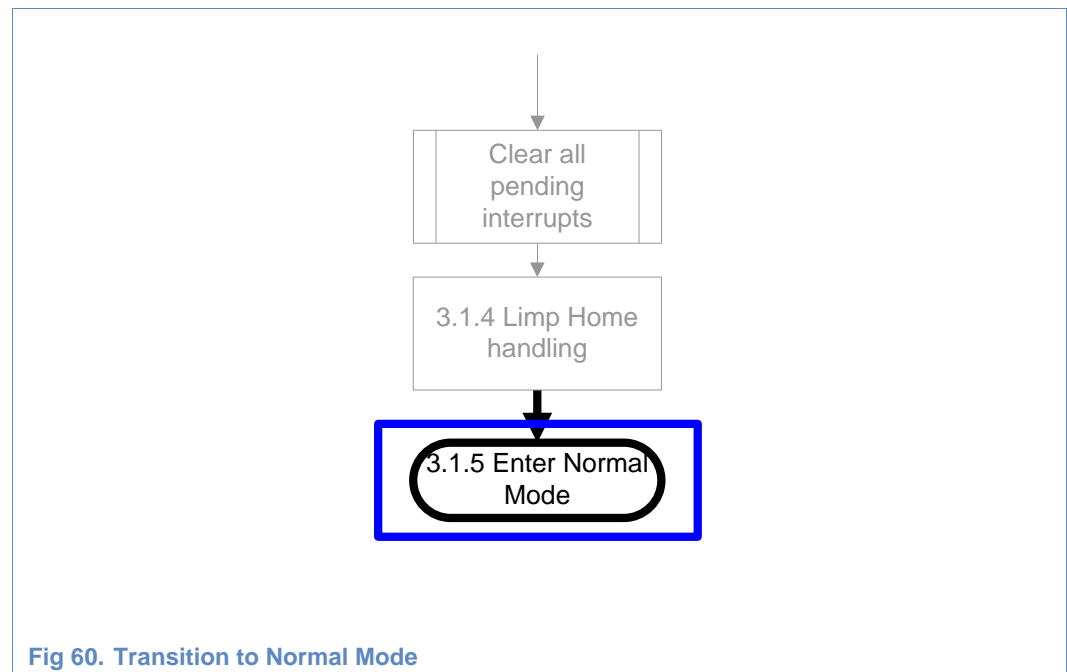 Clear all
pending
interrupts
3.1.4 Limp Home
handling
3.1.5 Enter Normal
Mode
Fig 60. Transition to Normal Mode